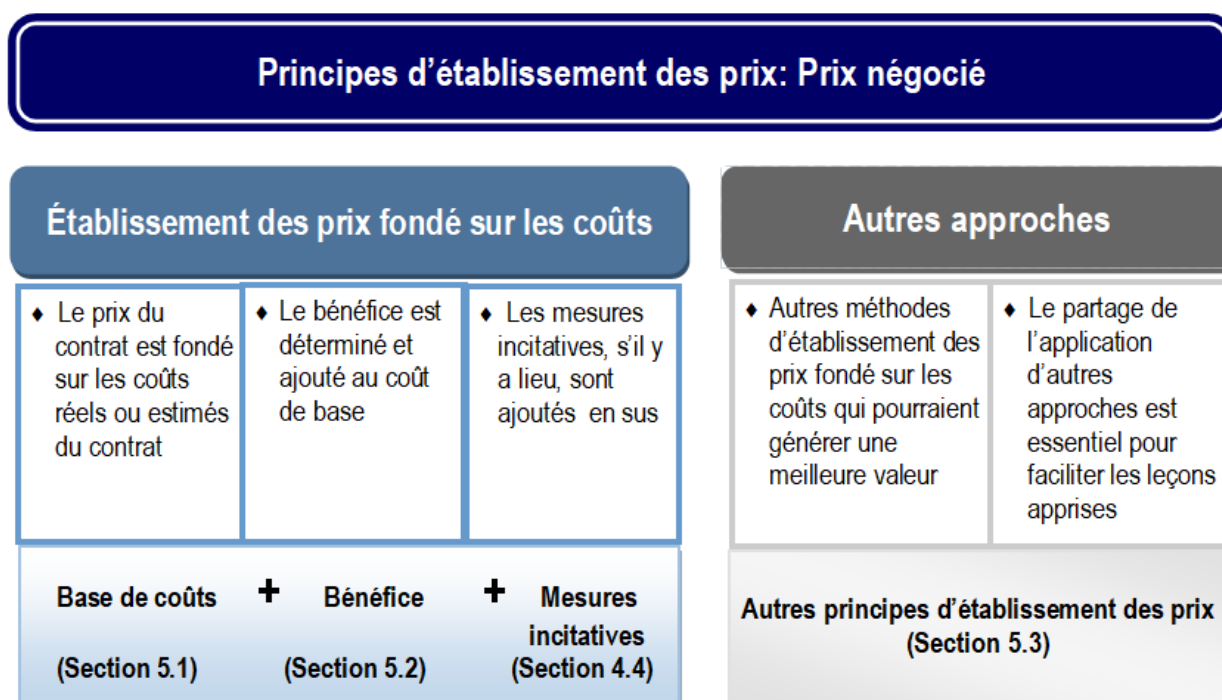 Principes d’établissement des prix: Prix négocié
Établissement des prix fondé sur les coûts
♦ Le prix du
contrat est fondé
sur les coûts
réels ou estimés
du contrat
♦ Le bénéfice est
déterminé et
ajouté au coût
de base
♦ Les mesures
incitatives, s’il y
a lieu, sont
ajoutés en sus
Base de coûts
(Section 5.1)
+
Bénéfice
(Section 5.2)
+
Mesures
incitatives
(Section 4.4)
Autres approches
♦ Autres méthodes
d’établissement des
prix fondé sur les
coûts qui pourraient
générer une
meilleure valeur
♦ Le partage de
l’application
d’autres
approches est
essentiel pour
faciliter les leçons
apprises
Autres principes d’établissement des prix
(Section 5.3)